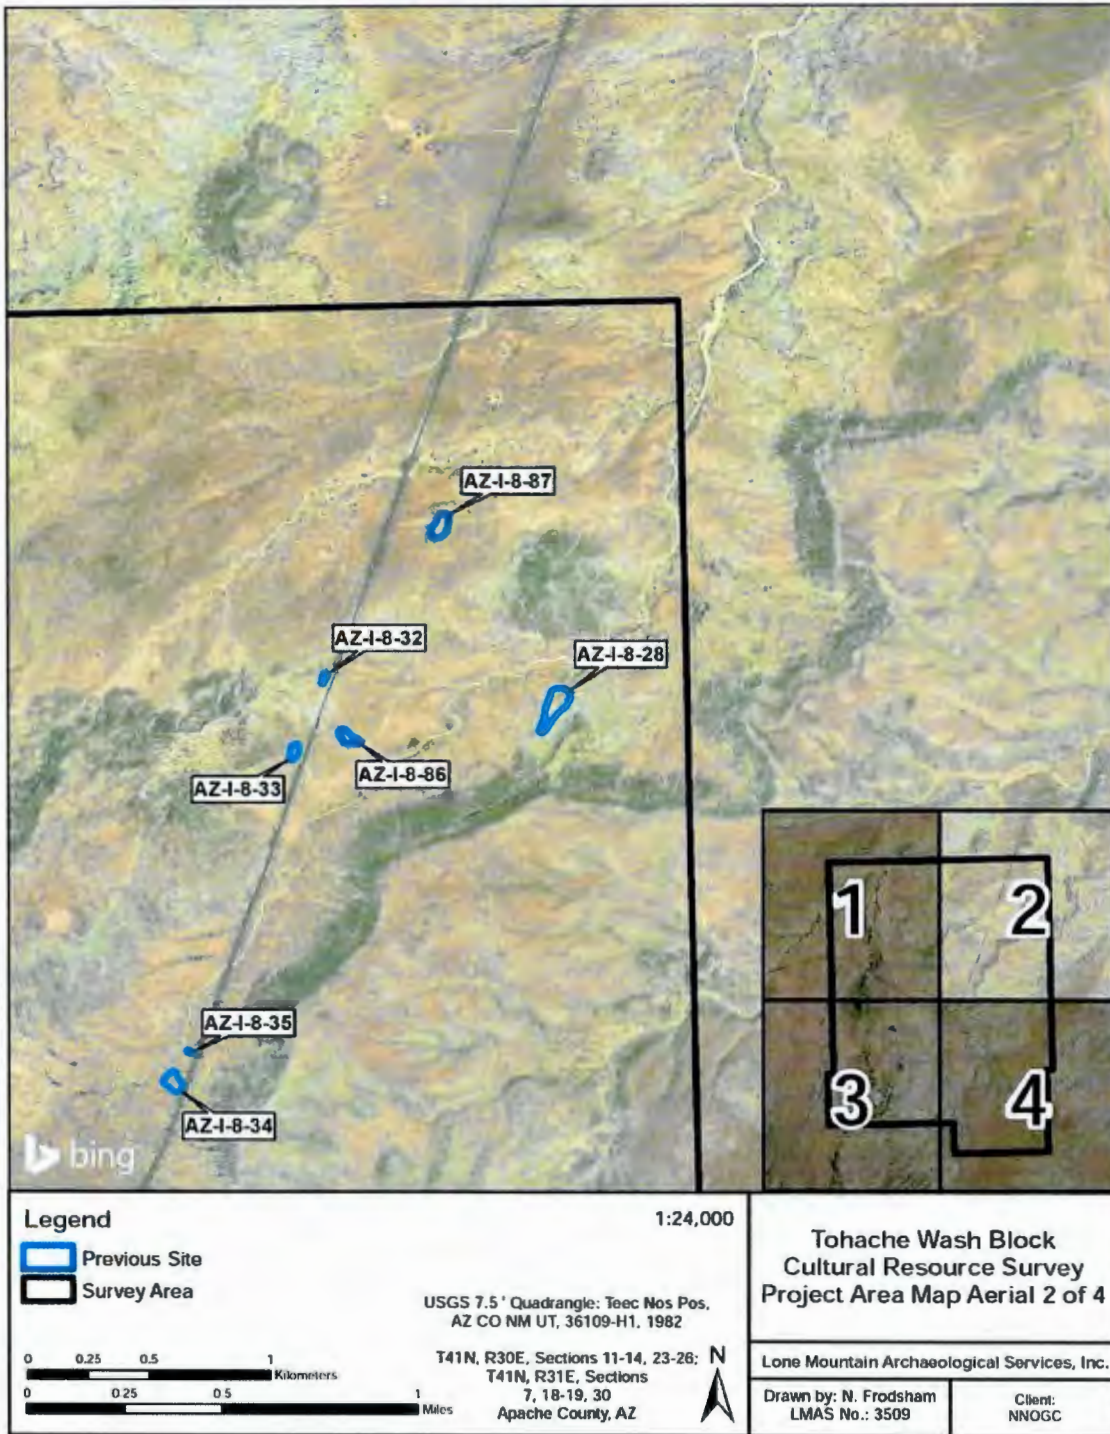 AZ-I-8-87
AZ-I-8-32
AZ-I-8-28
AZ-I-8-33
AZ-I-8-86
AZ-I-8-35
AZ-I-8-34
bing
1
2
3
4
Legend
1:24,000
Previous Site
Survey Area
USGS 7.5 ' Quadrangle: Teec Nos Pos,
AZ CO NM UT, 36109-H1, 1982
T41N, R30E, Sections 11-14, 23-26;
T41N, R31E, Sections
7, 18-19, 30
Apache County, AZ
N
0 0.25 0.5 1
Kilometers
0 0.25 0.5 1
Miles
Tohache Wash Block
Cultural Resource Survey
Project Area Map Aerial 2 of 4
Lone Mountain Archaeological Services, Inc.
Drawn by: N. Frodsham
LMAS No.: 3509
Client:
NNOGC